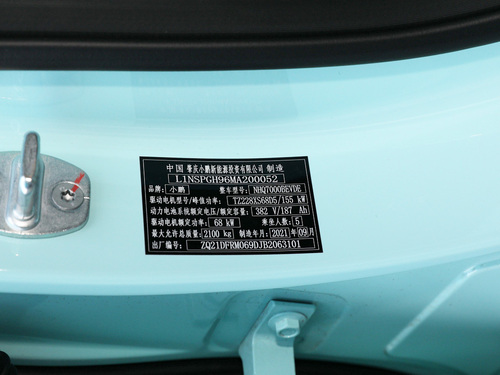 中国 肇庆小鹏新能源投资有限公司 制造
L1NSPGH96MA200052
品牌: 小鹏 整车型号: NHQ7000BEVDE
驱动电机型号/峰值功率: TZ228XS68D5/155 kW
动力电池系统额定电压/额定容量: 382 V/187 Ah
驱动电机额定功率: 68 kW 乘坐人数: 5
最大允许总质量: 2100 kg 制造年月: 2021年09月
出厂编号: ZQ21DFRM069DJB2063101